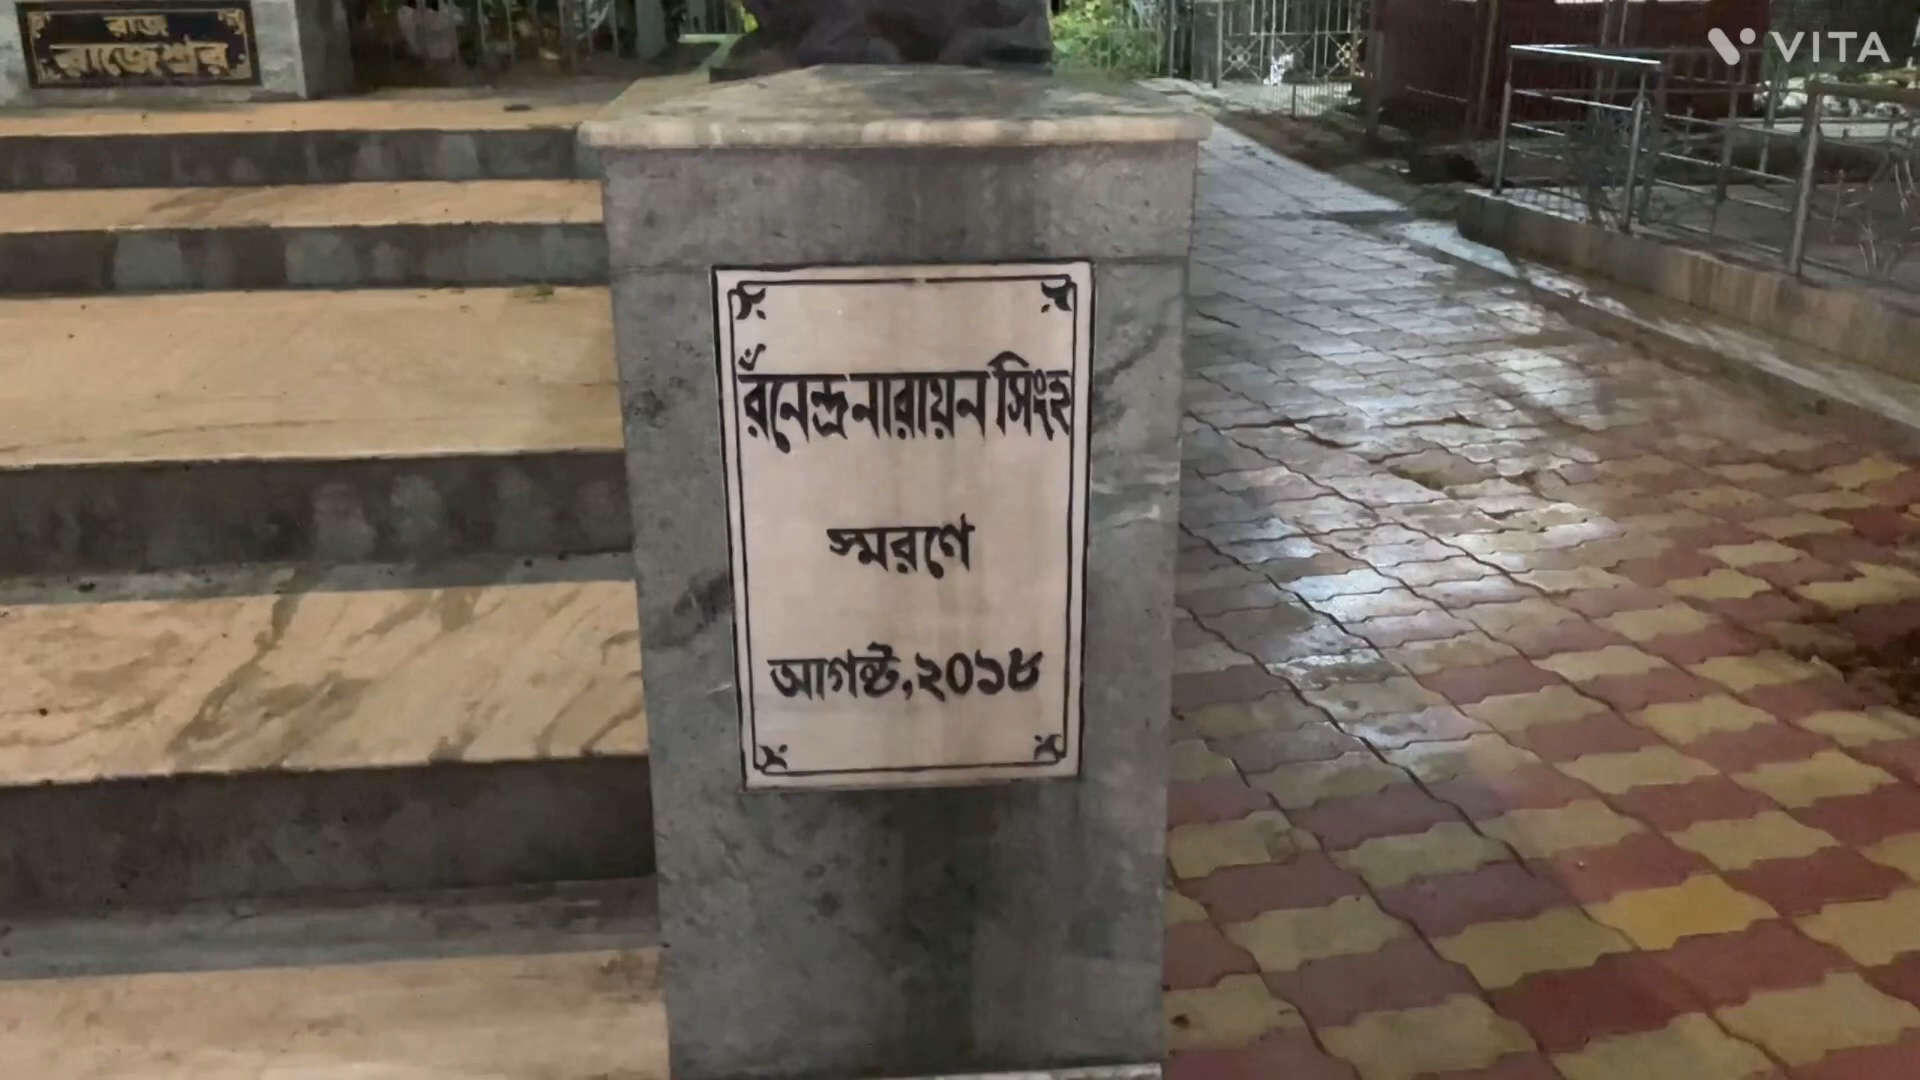 রাজ
রাজেশ্বর
VITA
রঁনেন্দ্র নারায়ন সিংহ
স্মরণে
আগষ্ট, ২০১৮